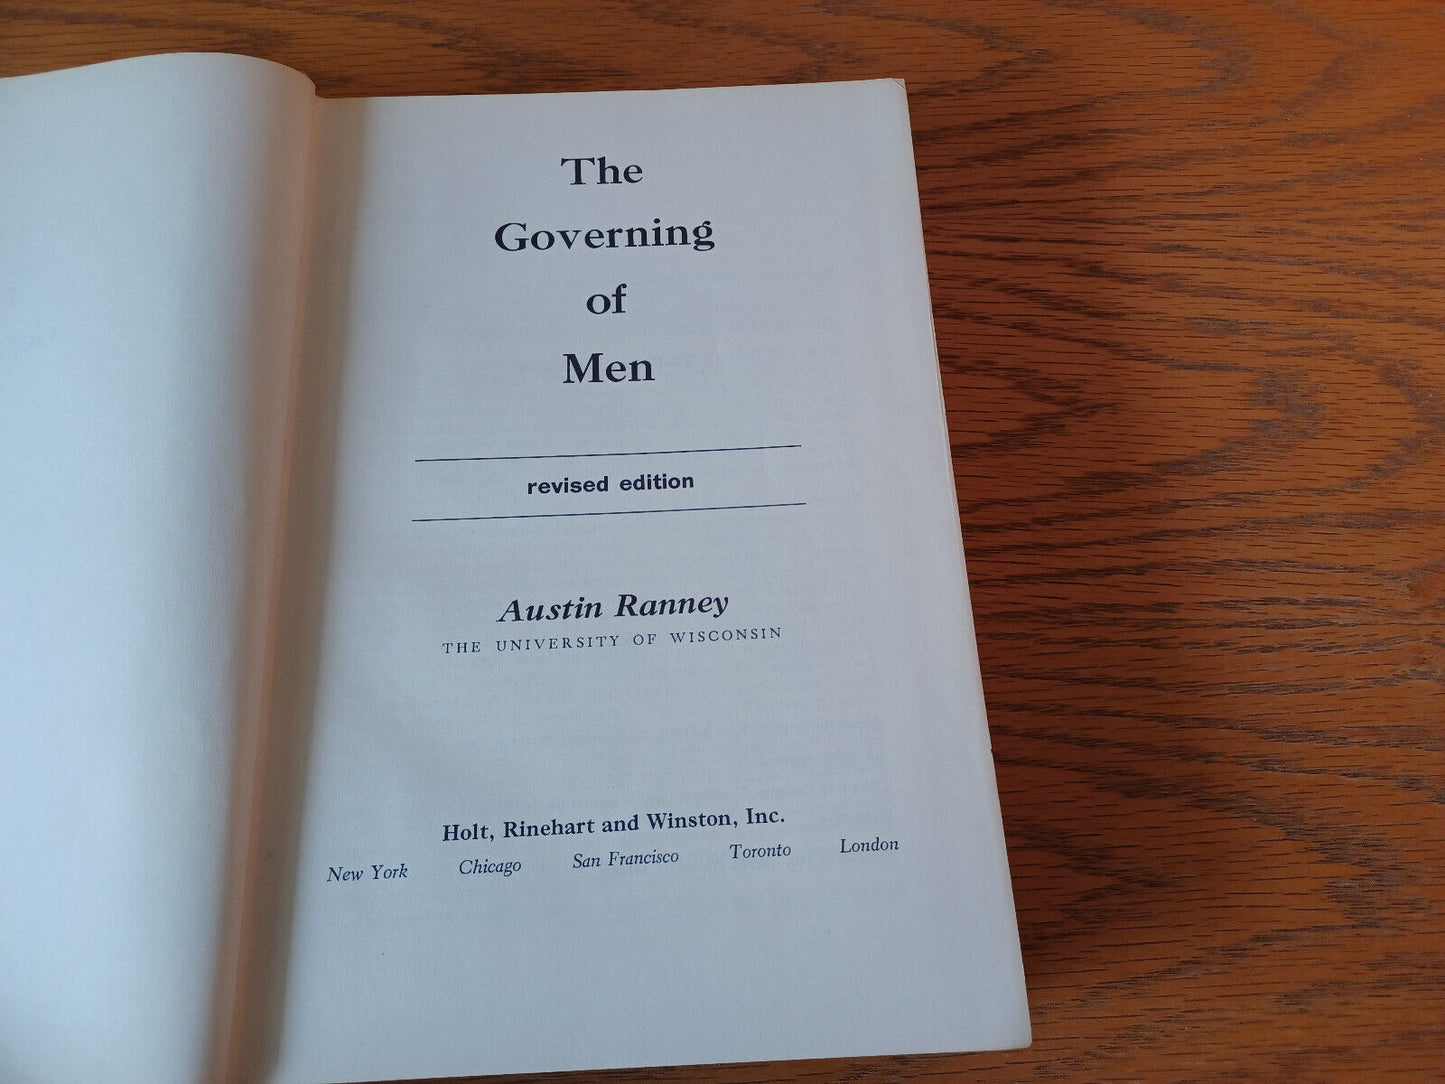 The
Governing
of
Men
revised edition
Austin Ranney
THE UNIVERSITY OF WISCONSIN
Holt, Rinehart and Winston, Inc.
New York Chicago San Francisco Toronto London